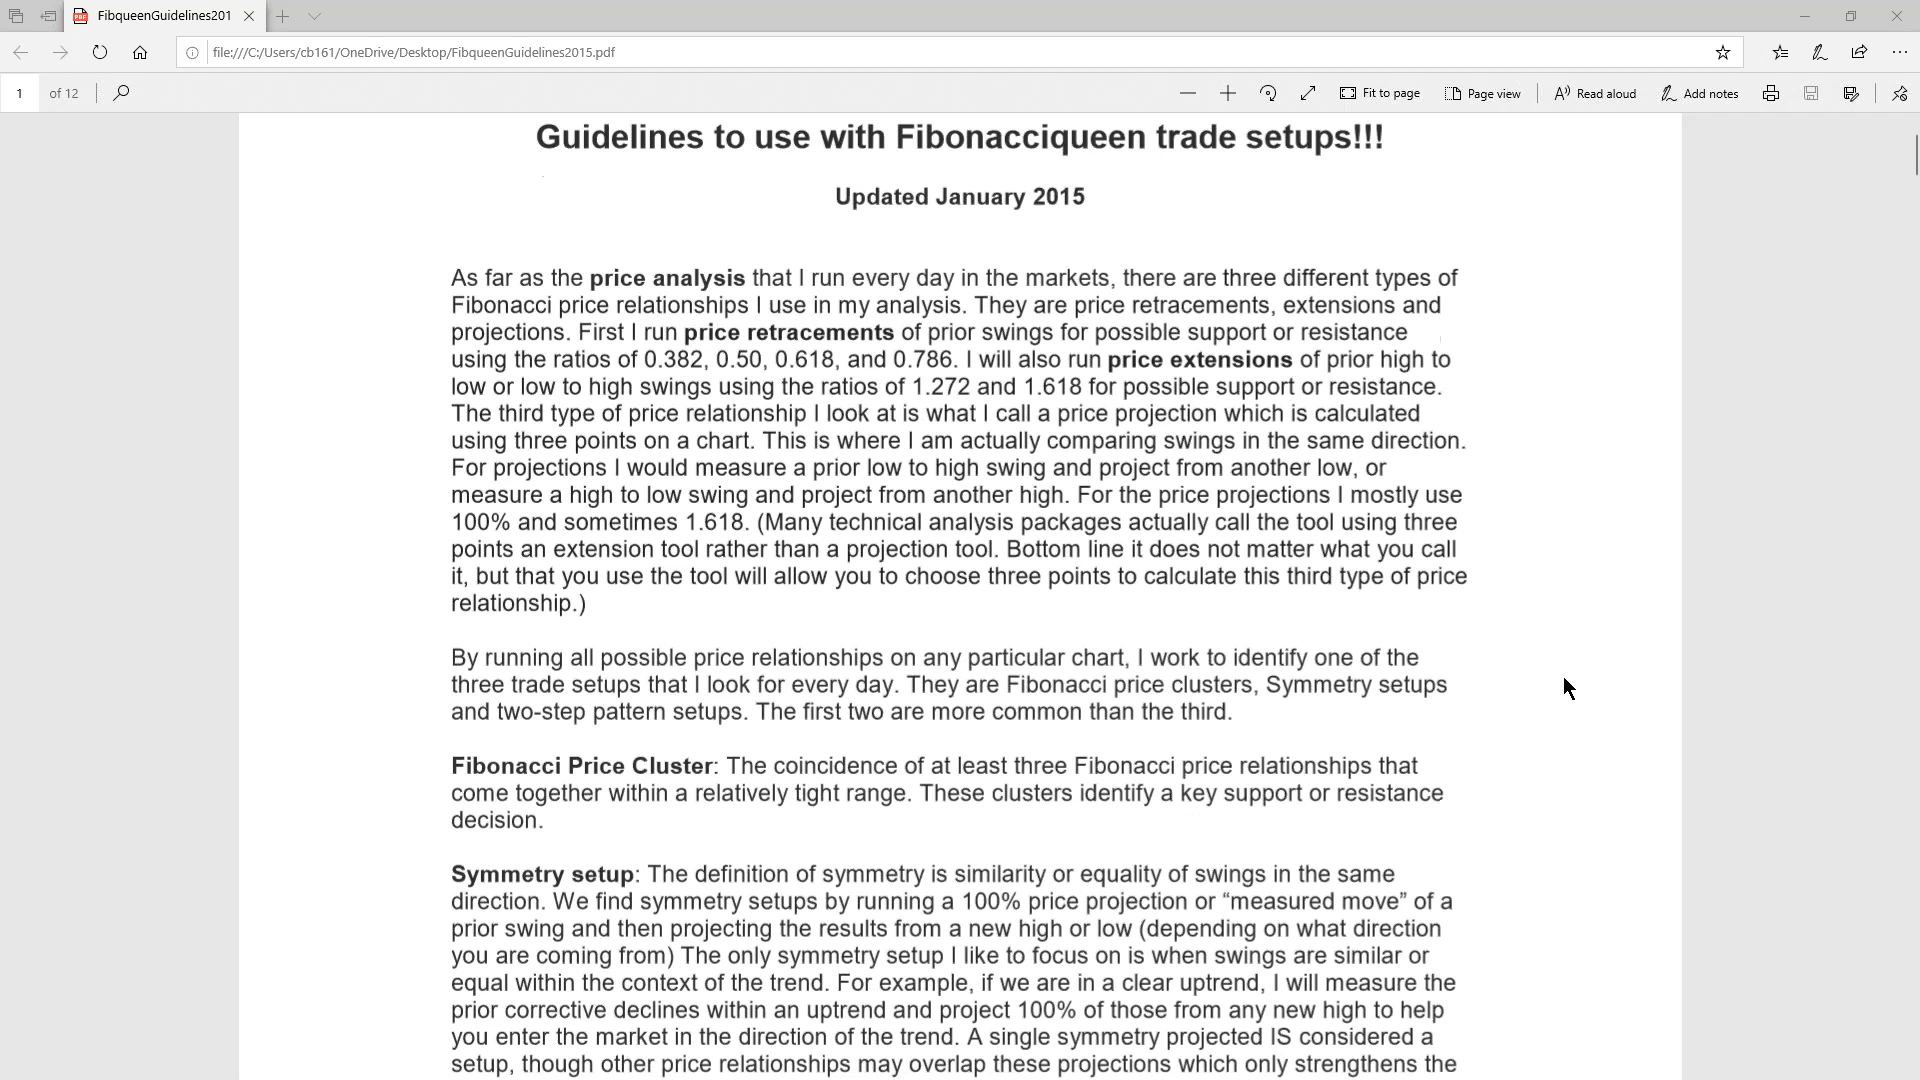 FibqueenGuidelines201
file:///C:/Users/cb161/OneDrive/Desktop/FibqueenGuidelines2015.pdf
1 of 12 Fit to page Page view Read aloud Add notes
Guidelines to use with Fibonacciqueen trade setups!!!
Updated January 2015
As far as the price analysis that I run every day in the markets, there are three different types of
Fibonacci price relationships I use in my analysis. They are price retracements, extensions and
projections. First I run price retracements of prior swings for possible support or resistance
using the ratios of 0.382, 0.50, 0.618, and 0.786. I will also run price extensions of prior high to
low or low to high swings using the ratios of 1.272 and 1.618 for possible support or resistance.
The third type of price relationship I look at is what I call a price projection which is calculated
using three points on a chart. This is where I am actually comparing swings in the same direction.
For projections I would measure a prior low to high swing and project from another low, or
measure a high to low swing and project from another high. For the price projections I mostly use
100% and sometimes 1.618. (Many technical analysis packages actually call the tool using three
points an extension tool rather than a projection tool. Bottom line it does not matter what you call
it, but that you use the tool will allow you to choose three points to calculate this third type of price
relationship.)
By running all possible price relationships on any particular chart, I work to identify one of the
three trade setups that I look for every day. They are Fibonacci price clusters, Symmetry setups
and two-step pattern setups. The first two are more common than the third.
Fibonacci Price Cluster: The coincidence of at least three Fibonacci price relationships that
come together within a relatively tight range. These clusters identify a key support or resistance
decision.
Symmetry setup: The definition of symmetry is similarity or equality of swings in the same
direction. We find symmetry setups by running a 100% price projection or “measured move” of a
prior swing and then projecting the results from a new high or low (depending on what direction
you are coming from) The only symmetry setup I like to focus on is when swings are similar or
equal within the context of the trend. For example, if we are in a clear uptrend, I will measure the
prior corrective declines within an uptrend and project 100% of those from any new high to help
you enter the market in the direction of the trend. A single symmetry projected IS considered a
setup, though other price relationships may overlap these projections which only strengthens the